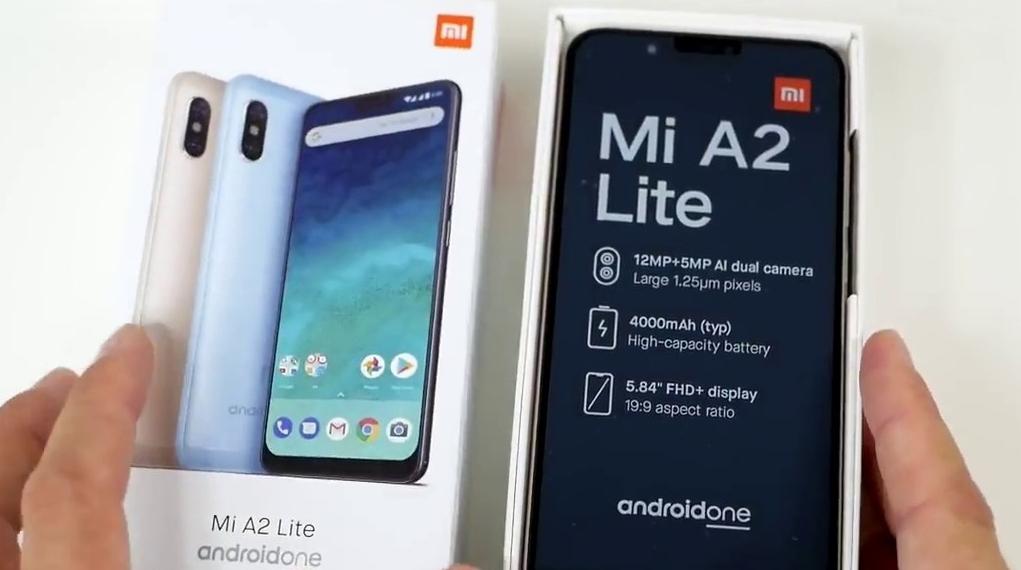 mi
andr
Mi A2 Lite
androidone
mi
Mi A2
Lite
12MP+5MP AI dual camera
Large 1.25μm pixels
4000mAh (typ)
High-capacity battery
5.84" FHD+ display
19:9 aspect ratio
androidone